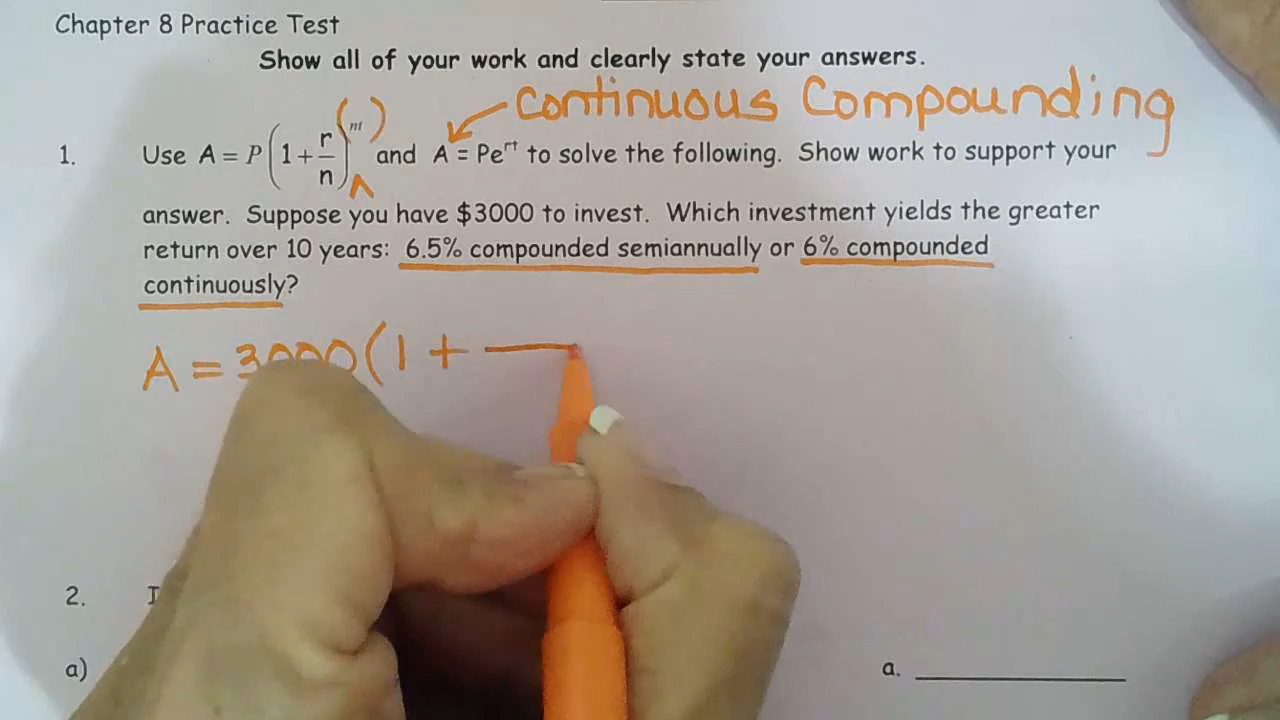 Chapter 8 Practice Test
Show all of your work and clearly state your answers.
Continuous Compounding
1. Use A = P(1+r/n)^(nt) and A = Pe^rt to solve the following. Show work to support your
answer. Suppose you have $3000 to invest. Which investment yields the greater
return over 10 years: 6.5% compounded semiannually or 6% compounded
continuously?
A = 3000(1 +
2. I
a) a.